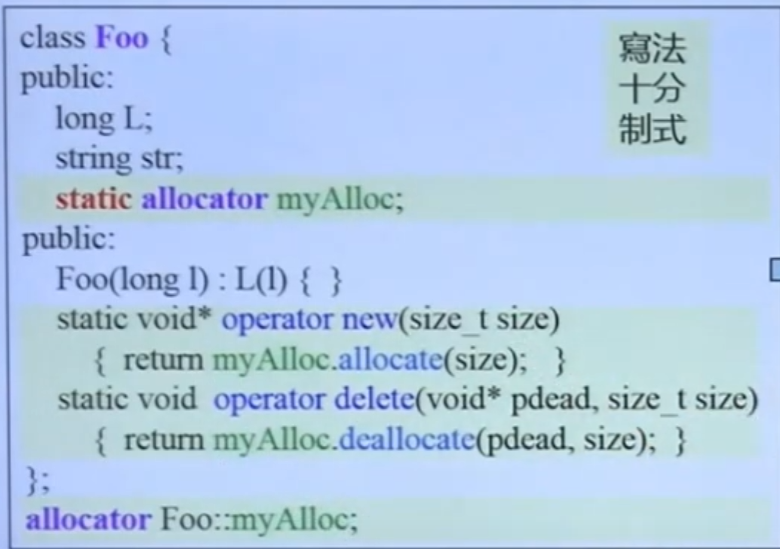 class Foo {
public:
long L;
string str;
static allocator myAlloc;
public:
Foo(long l) : L(l) { }
static void* operator new(size_t size)
{ return myAlloc.allocate(size); }
static void operator delete(void* pdead, size_t size)
{ return myAlloc.deallocate(pdead, size); }
};
allocator Foo::myAlloc;
寫法
十分
制式